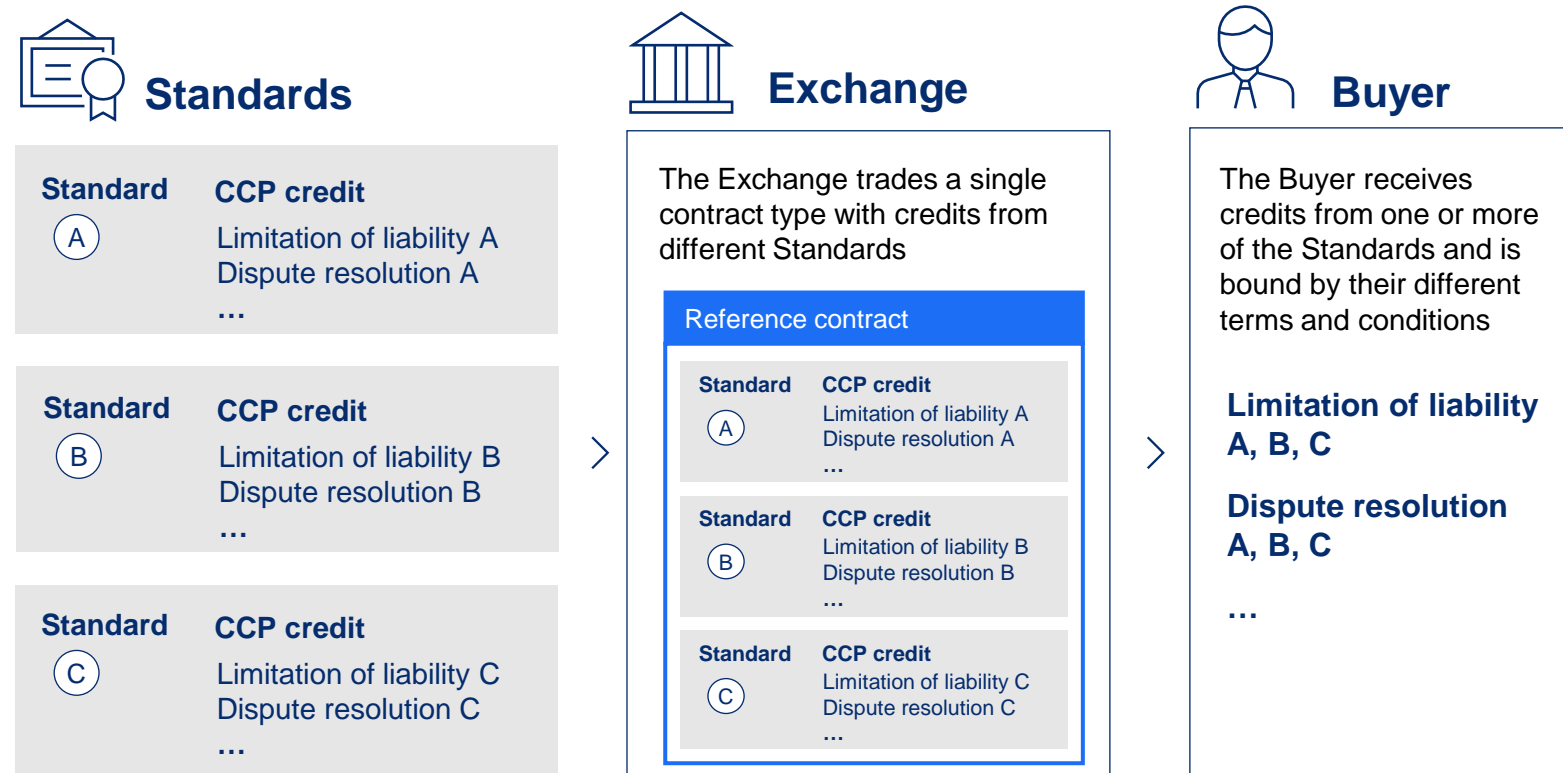 Standards
Standard
A
CCP credit
Limitation of liability A
Dispute resolution A
…
Standard
B
CCP credit
Limitation of liability B
Dispute resolution B
…
Standard
C
CCP credit
Limitation of liability C
Dispute resolution C
…
Exchange
The Exchange trades a single
contract type with credits from
different Standards
Reference contract
Standard
A
CCP credit
Limitation of liability A
Dispute resolution A
…
Standard
B
CCP credit
Limitation of liability B
Dispute resolution B
…
Standard
C
CCP credit
Limitation of liability C
Dispute resolution C
…
Buyer
The Buyer receives
credits from one or more
of the Standards and is
bound by their different
terms and conditions
Limitation of liability
A, B, C
Dispute resolution
A, B, C
…